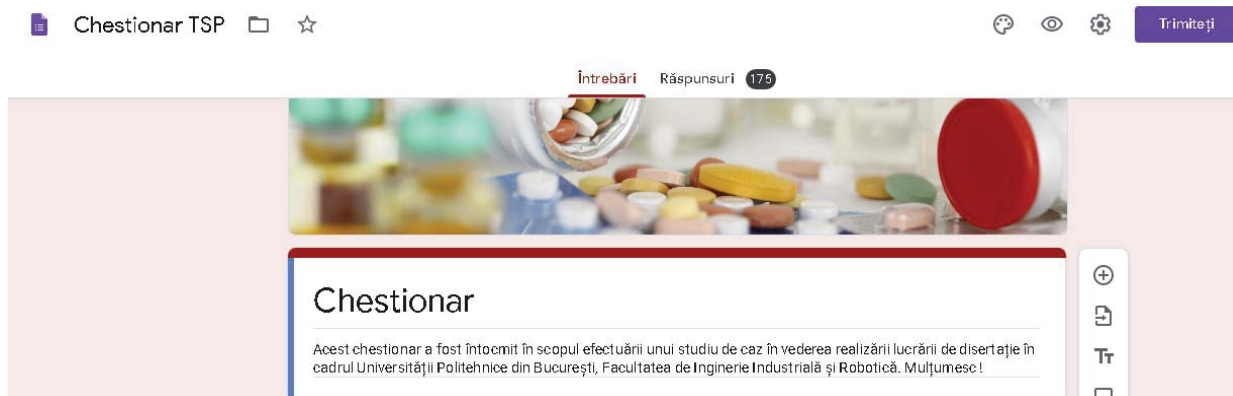 Chestionar TSP
Trimiteți
Întrebări Răspunsuri 175
Chestionar
Acest chestionar a fost întocmit în scopul efectuării unui studiu de caz în vederea realizării lucrării de disertație în
cadrul Universității Politehnice din București, Facultatea de Inginerie Industrială și Robotică. Mulțumesc!
Tт